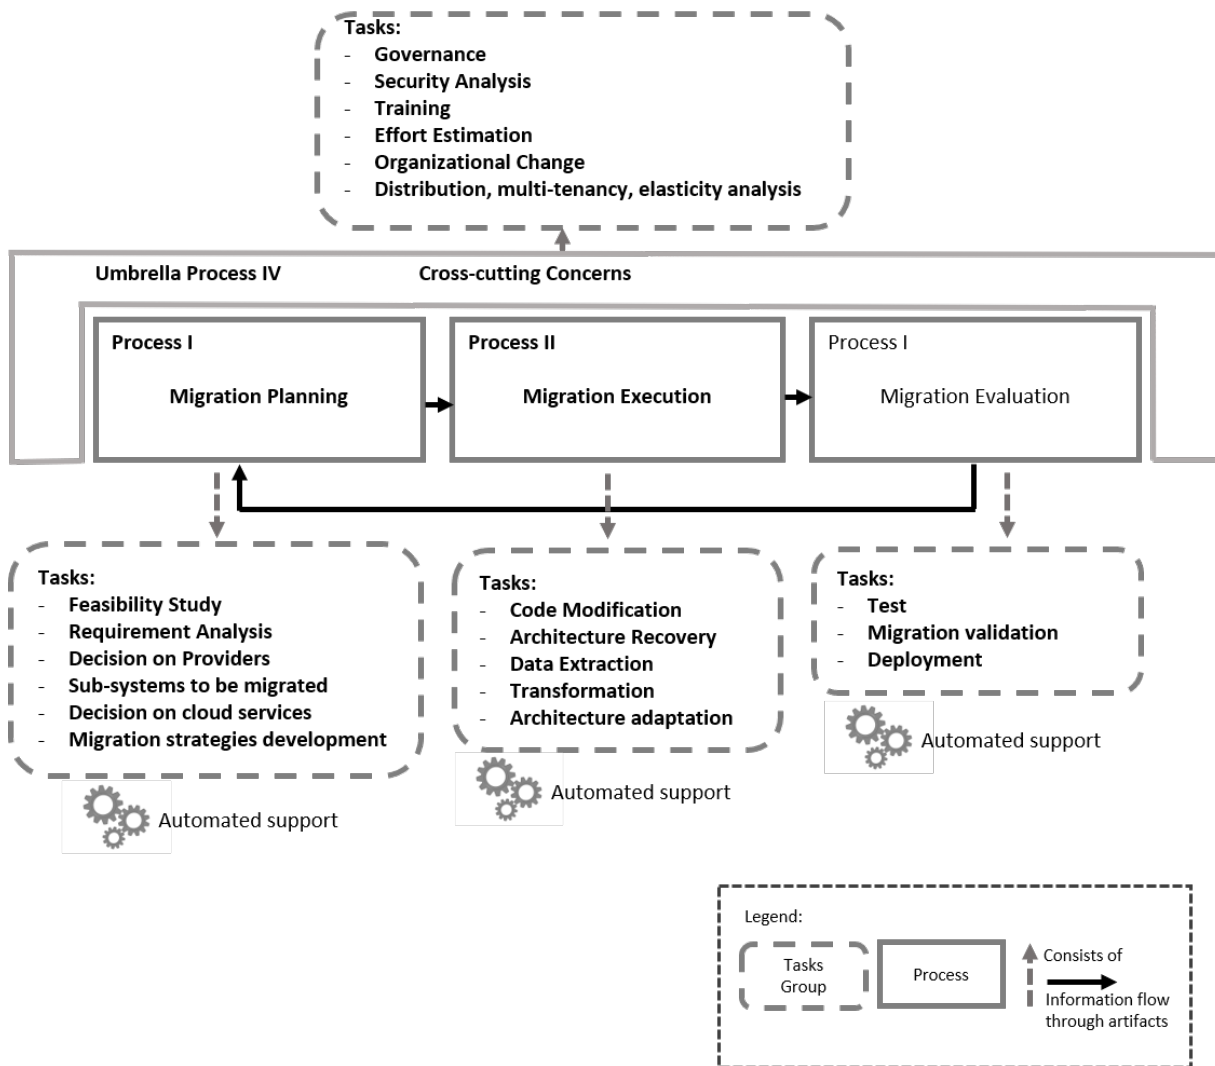 Tasks:
- Governance
- Security Analysis
- Training
- Effort Estimation
- Organizational Change
- Distribution, multi-tenancy, elasticity analysis
Umbrella Process IV
Cross-cutting Concerns
Process I
Migration Planning
Process II
Migration Execution
Process I
Migration Evaluation
Tasks:
- Feasibility Study
- Requirement Analysis
- Decision on Providers
- Sub-systems to be migrated
- Decision on cloud services
- Migration strategies development
Automated support
Tasks:
- Code Modification
- Architecture Recovery
- Data Extraction
- Transformation
- Architecture adaptation
Automated support
Tasks:
- Test
- Migration validation
- Deployment
Automated support
Legend:
Tasks
Group
Process
Consists of
Information flow
through artifacts